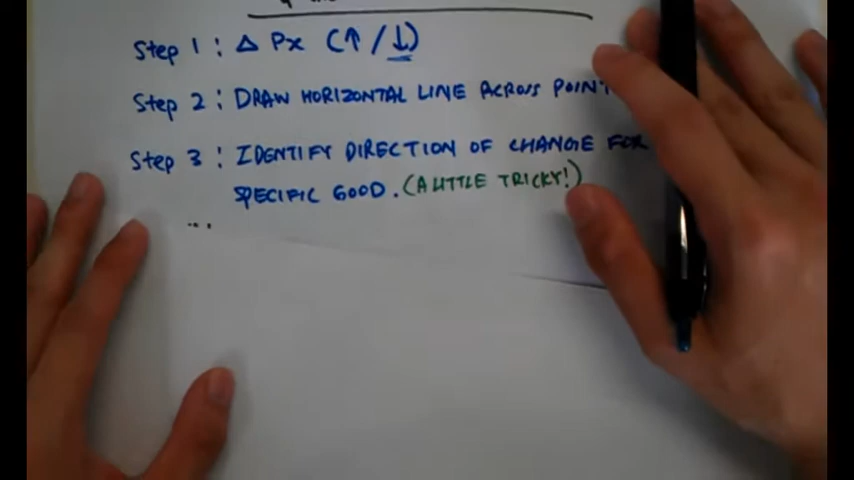 Step 1 : Δ Px (↑ / ↓)
Step 2 : DRAW HORIZONTAL LINE ACROSS POINT
Step 3 : IDENTIFY DIRECTION OF CHANGE FOR
SPECIFIC GOOD. (A LITTLE TRICKY!)
...